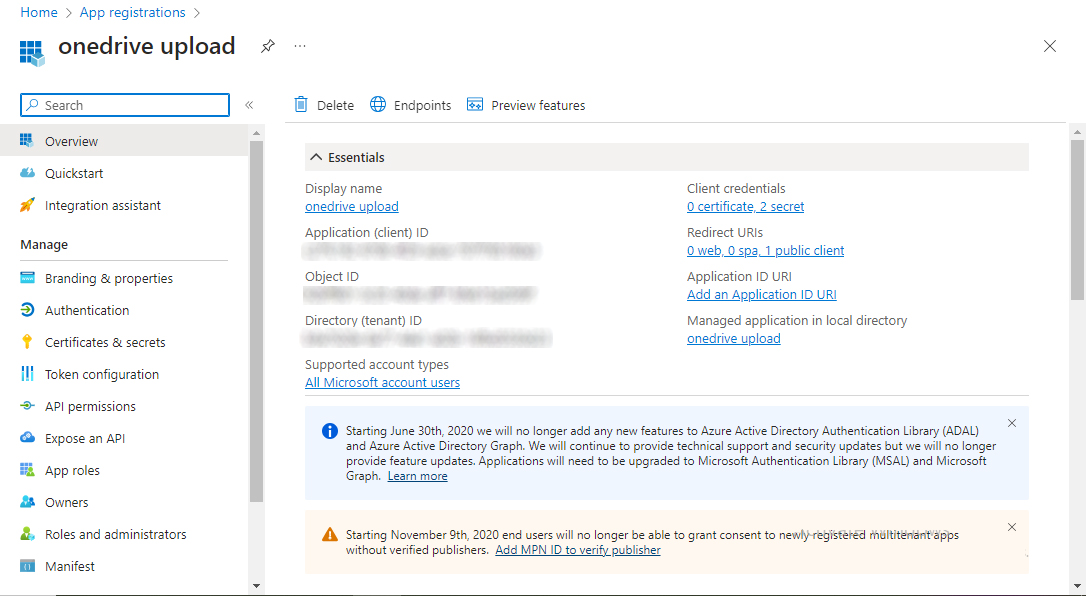 Home > App registrations >
onedrive upload ...
Search «
Delete Endpoints Preview features
Overview
Quickstart
Integration assistant
Manage
Branding & properties
Authentication
Certificates & secrets
Token configuration
API permissions
Expose an API
App roles
Owners
Roles and administrators
Manifest
Essentials
Display name
onedrive upload
Application (client) ID
Object ID
Directory (tenant) ID
Supported account types
All Microsoft account users
Client credentials
0 certificate, 2 secret
Redirect URIs
0 web, 0 spa, 1 public client
Application ID URI
Add an Application ID URI
Managed application in local directory
onedrive upload
Starting June 30th, 2020 we will no longer add any new features to Azure Active Directory Authentication Library (ADAL)
and Azure Active Directory Graph. We will continue to provide technical support and security updates but we will no longer
provide feature updates. Applications will need to be upgraded to Microsoft Authentication Library (MSAL) and Microsoft
Graph. Learn more
Starting November 9th, 2020 end users will no longer be able to grant consent to newly registered multitenant apps
without verified publishers. Add MPN ID to verify publisher